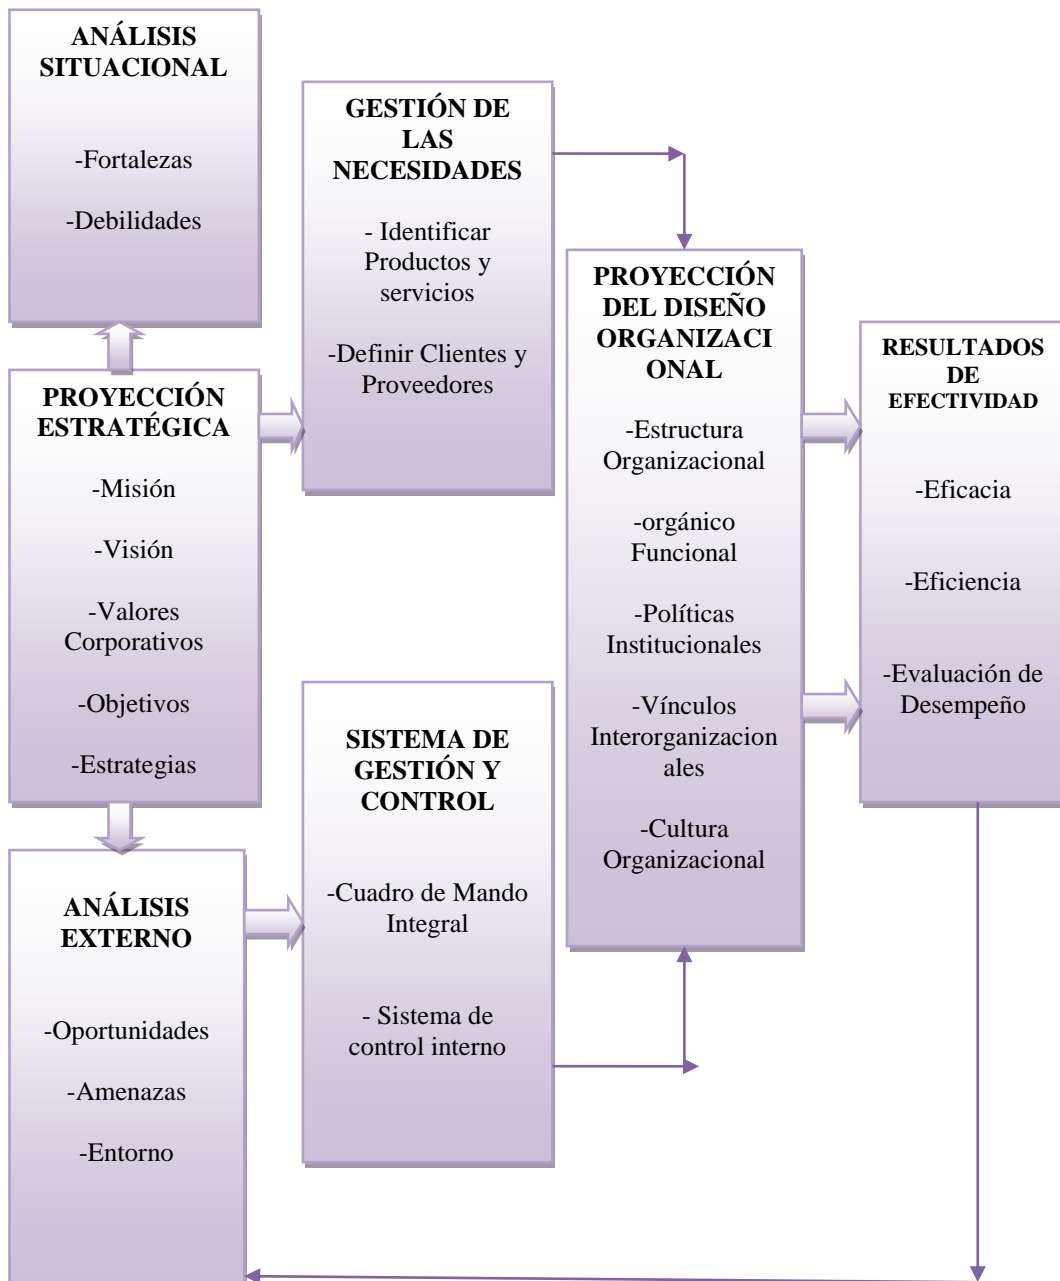 ANÁLISIS
SITUACIONAL
-Fortalezas
-Debilidades
PROYECCIÓN
ESTRATÉGICA
-Misión
-Visión
-Valores
Corporativos
-Objetivos
-Estrategias
ANÁLISIS
EXTERNO
-Oportunidades
-Amenazas
-Entorno
GESTIÓN DE
LAS
NECESIDADES
- Identificar
Productos y
servicios
-Definir Clientes y
Proveedores
SISTEMA DE
GESTIÓN Y
CONTROL
-Cuadro de Mando
Integral
- Sistema de
control interno
PROYECCIÓN
DEL DISEÑO
ORGANIZACI
ONAL
-Estructura
Organizacional
-orgánico
Funcional
-Políticas
Institucionales
-Vínculos
Interorganizacion
ales
-Cultura
Organizacional
RESULTADOS
DE
EFECTIVIDAD
-Eficacia
-Eficiencia
-Evaluación de
Desempeño